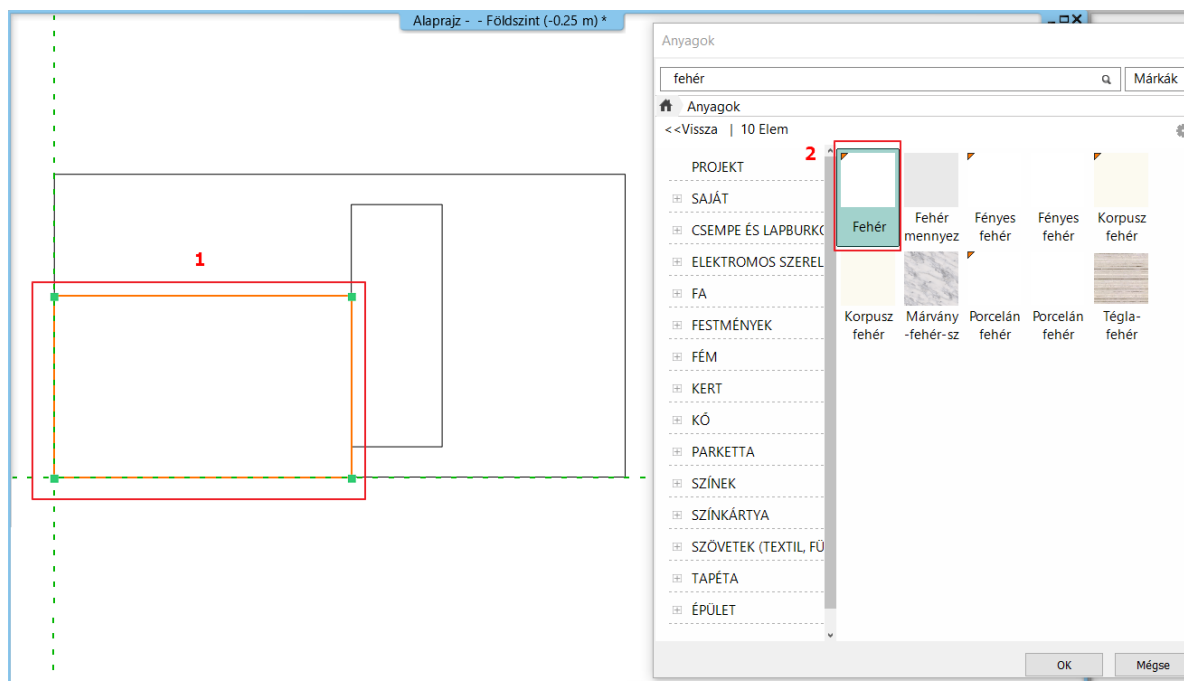 Alaprajz - - Földszint (-0.25 m) *
Anyagok
fehér
Márkák
Anyagok
<<Vissza | 10 Elem
1
2
PROJEKT
SAJÁT
CSEMPE ÉS LAPBURKO
ELEKTROMOS SZEREL
FA
FESTMÉNYEK
FÉM
KERT
KŐ
PARKETTA
SZÍNEK
SZÍNKÁRTYA
SZÖVETEK (TEXTIL, FÜ
TAPÉTA
ÉPÜLET
Fehér
Fehér
mennyez
Fényes
fehér
Fényes
fehér
Korpusz
fehér
Korpusz
fehér
Márvány
-fehér-sz
Porcelán
fehér
Porcelán
fehér
Tégla-
fehér
OK
Mégse